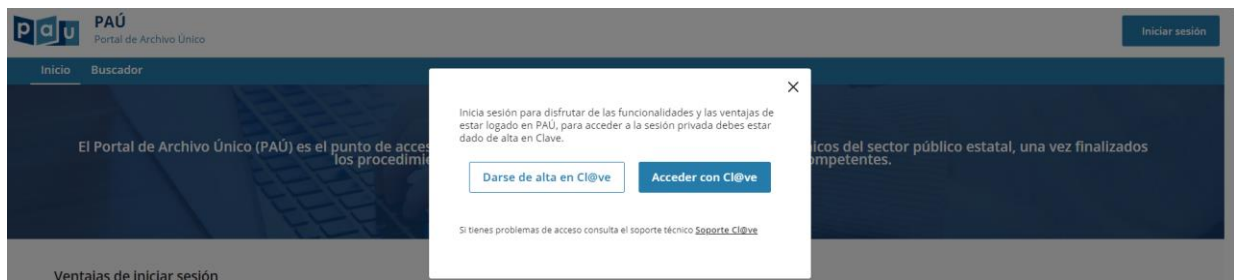 pau
PAÚ
Portal de Archivo Único
Iniciar sesión
Inicio Buscador
Inicia sesión para disfrutar de las funcionalidades y las ventajas de
estar logado en PAÚ, para acceder a la sesión privada debes estar
dado de alta en Clave.
Darse de alta en Cl@ve
Acceder con Cl@ve
Si tienes problemas de acceso consulta el soporte técnico Soporte Cl@ve
El Portal de Archivo Único (PAÚ) es el punto de acces
icos del sector público estatal, una vez finalizados
los procedimie
ompetentes.
Ventajas de iniciar sesión